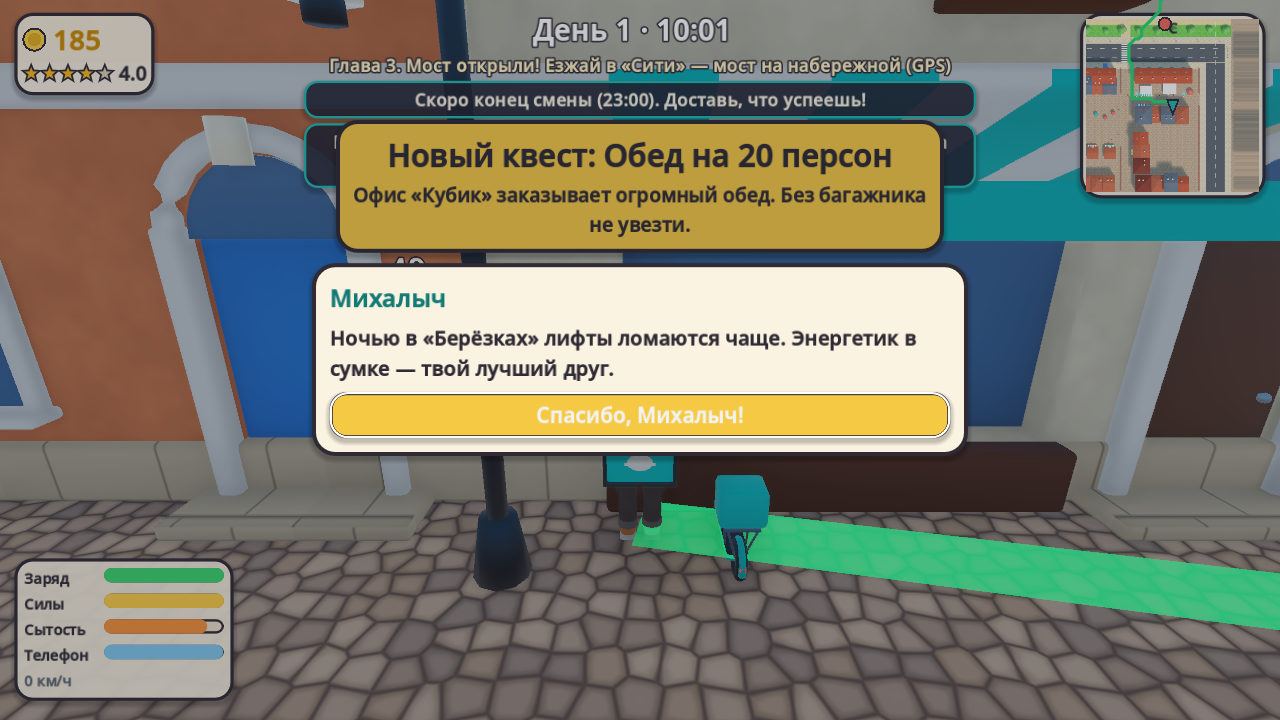 185
4.0
День 1 · 10:01
Глава 3. Мост открыли! Езжай в «Сити» — мост на набережной (GPS)
Скоро конец смены (23:00). Доставь, что успеешь!
Новый квест: Обед на 20 персон
Офис «Кубик» заказывает огромный обед. Без багажника
не увезти.
Михалыч
Ночью в «Берёзках» лифты ломаются чаще. Энергетик в
сумке — твой лучший друг.
Спасибо, Михалыч!
Заряд
Силы
Сытость
Телефон
0 км/ч